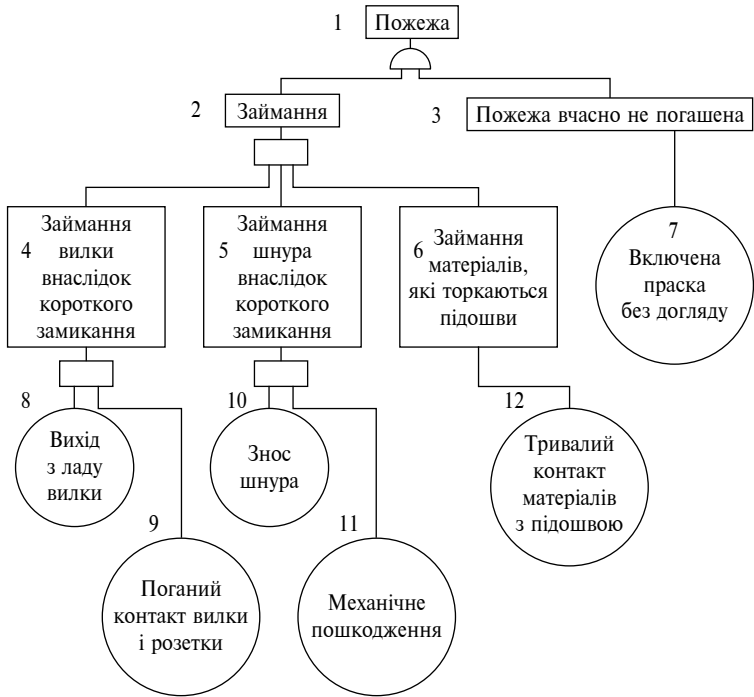 1 Пожежа
2 Займання
3 Пожежа вчасно не погашена
4
Займання
вилки
внаслідок
короткого
замикання
5
Займання
шнура
внаслідок
короткого
замикання
6
Займання
матеріалів,
які торкаються
підошви
7
Включена
праска
без догляду
8
Вихід
з ладу
вилки
10
Знос
шнура
12
Тривалий
контакт
матеріалів
з підошвою
9
Поганий
контакт вилки
і розетки
11
Механічне
пошкодження